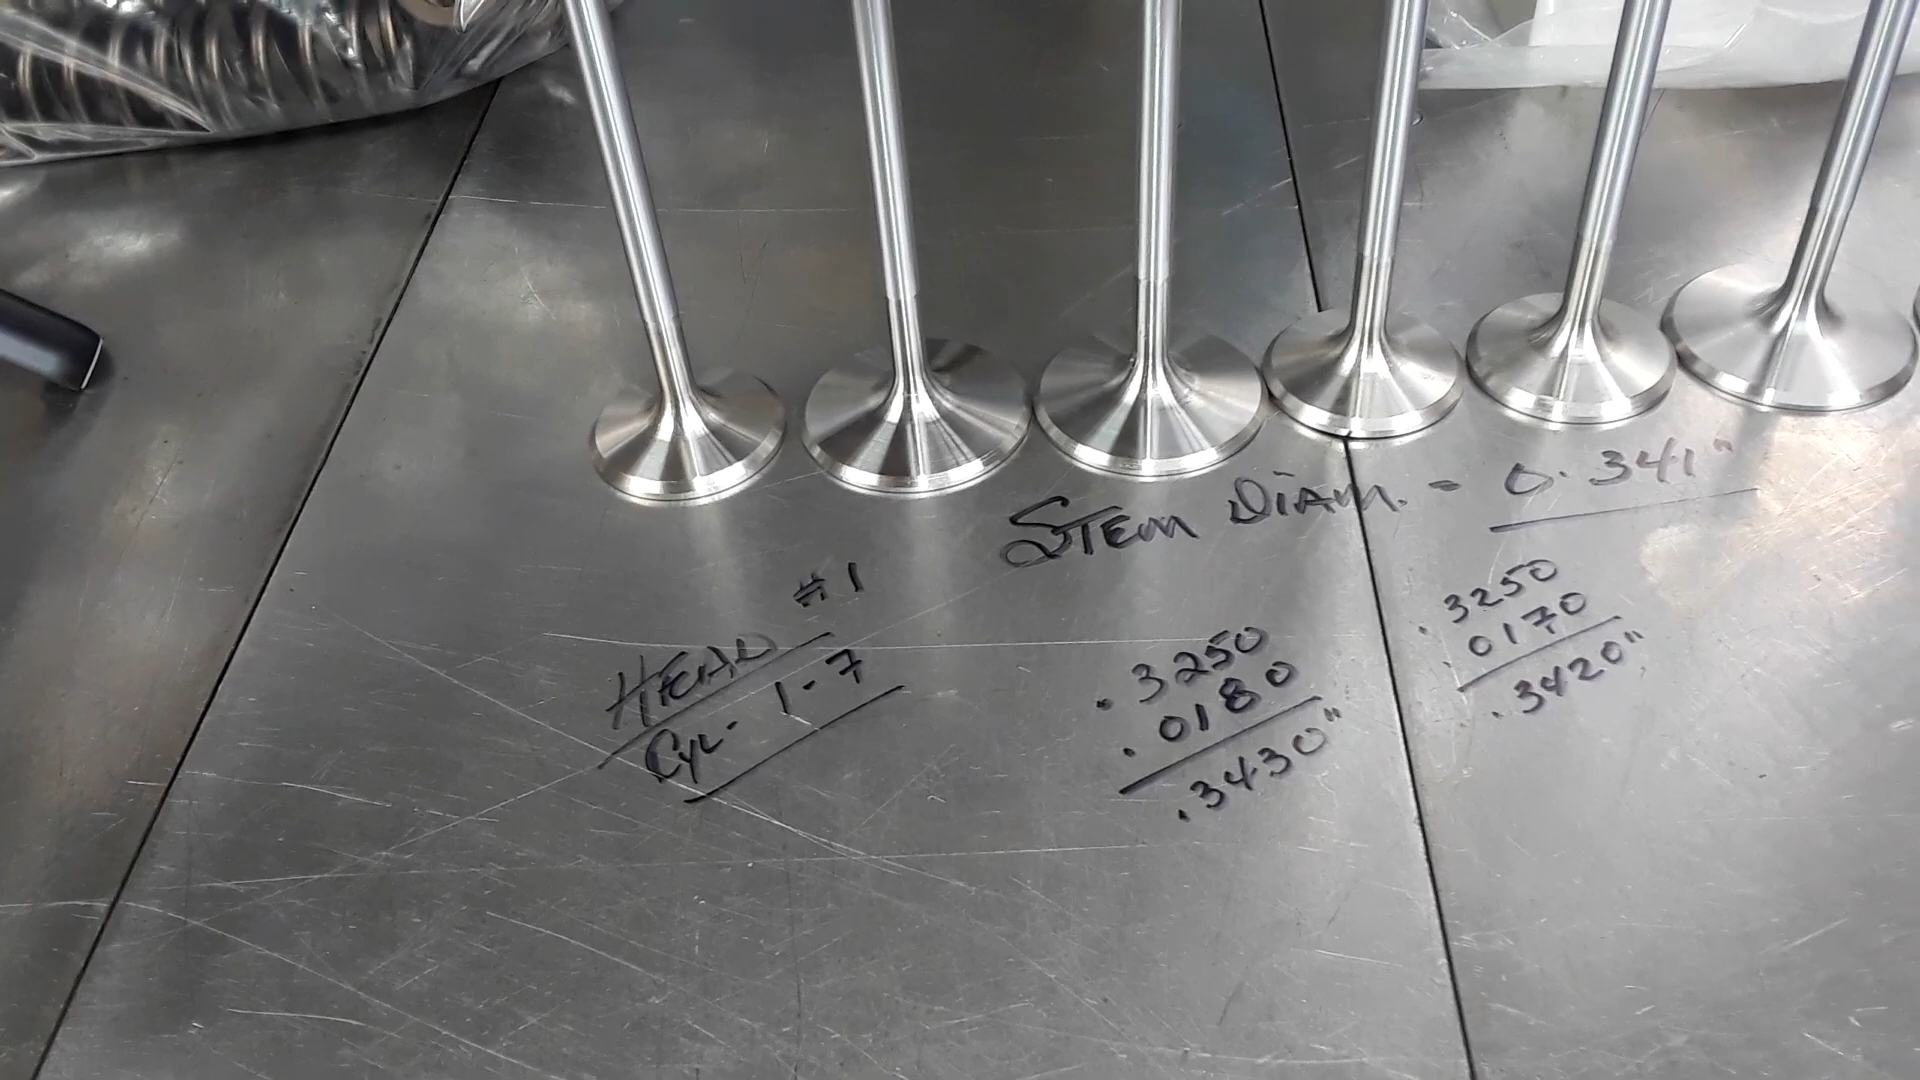 STEM DIAM. - 0.341"
HEAD #1
CYL- 1-7
.3250
.0180
.3430"
.3250
.0170
.3420"